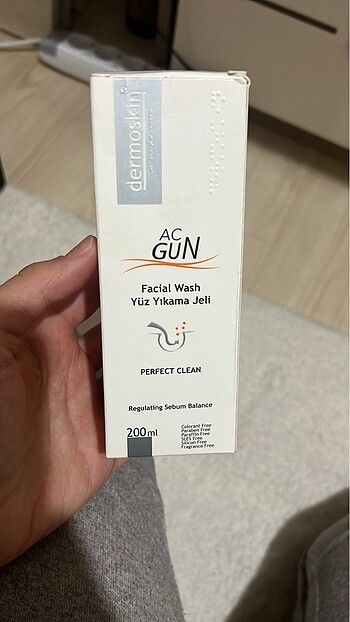 dermoskin
AC
GUN
Facial Wash
Yüz Yıkama Jeli
PERFECT CLEAN
Regulating Sebum Balance
200ml
Colorant Free
Paraben Free
Paraffin Free
SLES Free
Silicon Free
Fragrance Free